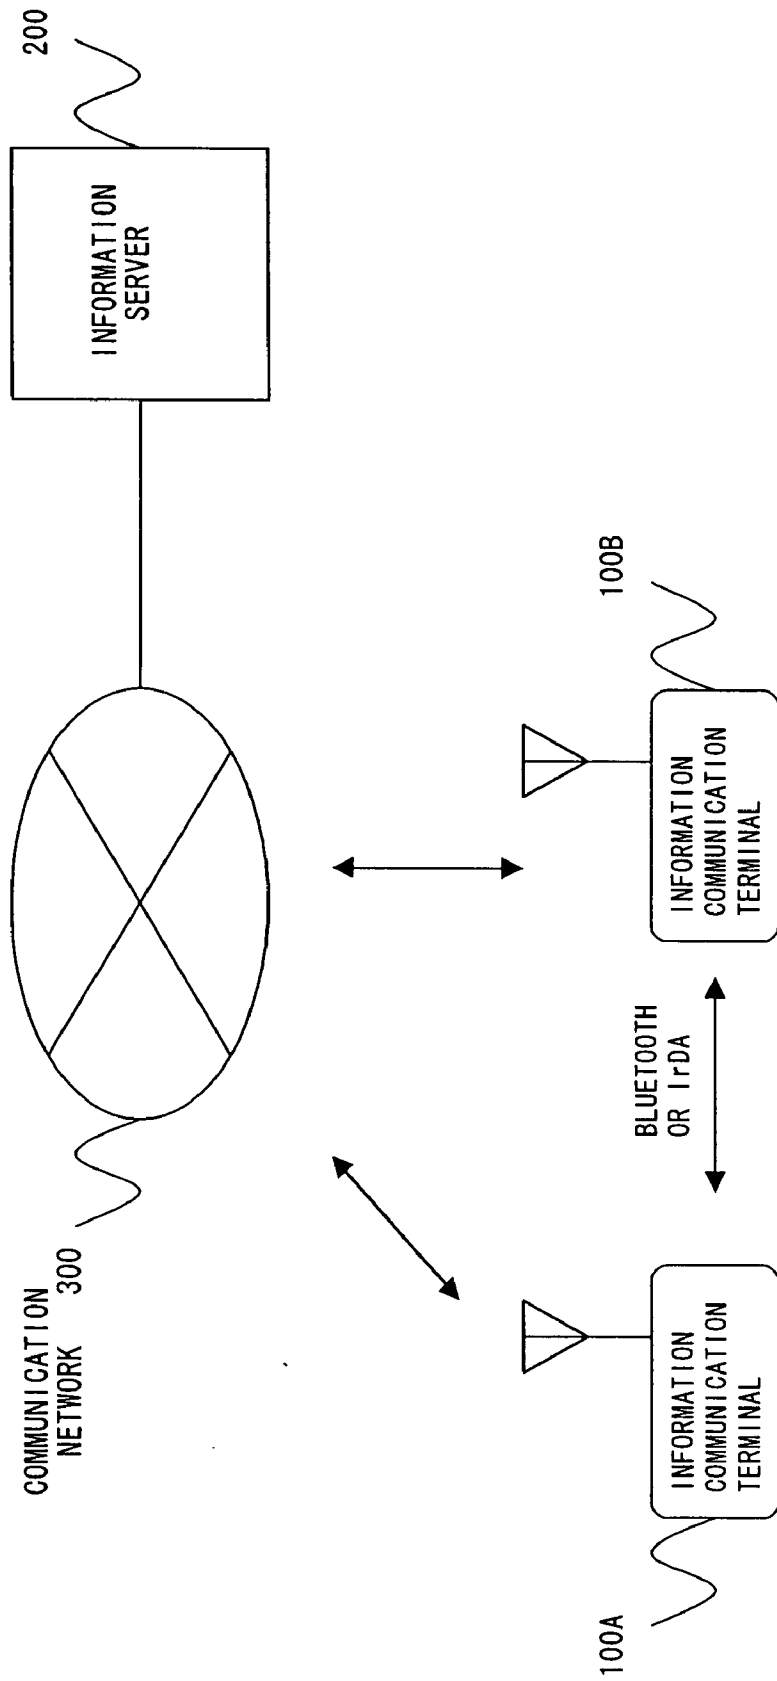 COMMUNICATION
NETWORK 300
INFORMATION
SERVER
200
100A
INFORMATION
COMMUNICATION
TERMINAL
BLUETOOTH
OR IrDA
INFORMATION
COMMUNICATION
TERMINAL
100B